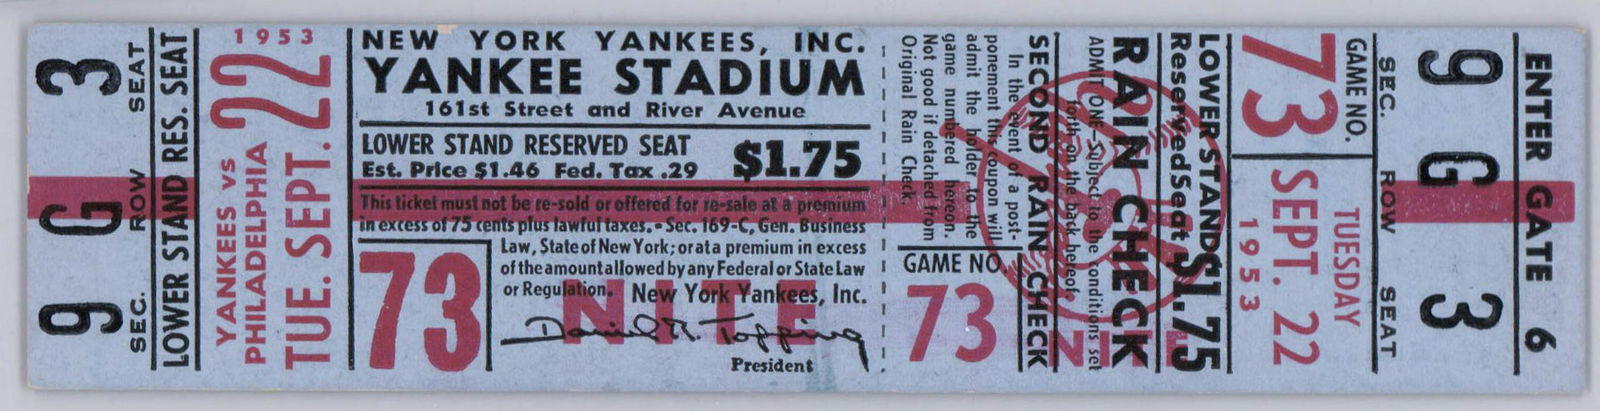 SEC. ROW SEAT
9 G 3
LOWER STAND RES. SEAT
1953
YANKEES vs
PHILADELPHIA
TUE. SEPT. 22
NEW YORK YANKEES, INC.
YANKEE STADIUM
161st Street and River Avenue
LOWER STAND RESERVED SEAT
Est. Price $1.46 Fed. Tax .29
$1.75
This ticket must not be re-sold or offered for re-sale at a premium
in excess of 75 cents plus lawful taxes.-Sec. 169-C, Gen. Business
Law, State of New York; or at a premium in excess
of the amount allowed by any Federal or State Law
or Regulation. New York Yankees, Inc.
73
NITE
Daniel R. Topping
President
In the event of a post-
ponement this coupon will
admit the holder to the
game numbered hereon.
Not good if detached from
Original Rain Check.
GAME NO.
73
SECOND RAIN CHECK
RAIN CHECK
ADMIT ONE, Subject to the conditions set
forth on the back hereof.
LOWER STAND
Reserved Seat $1.75
GAME NO.
73
TUESDAY
SEPT. 22
1953
SEC. ROW SEAT
9 G 3
ENTER GATE 6